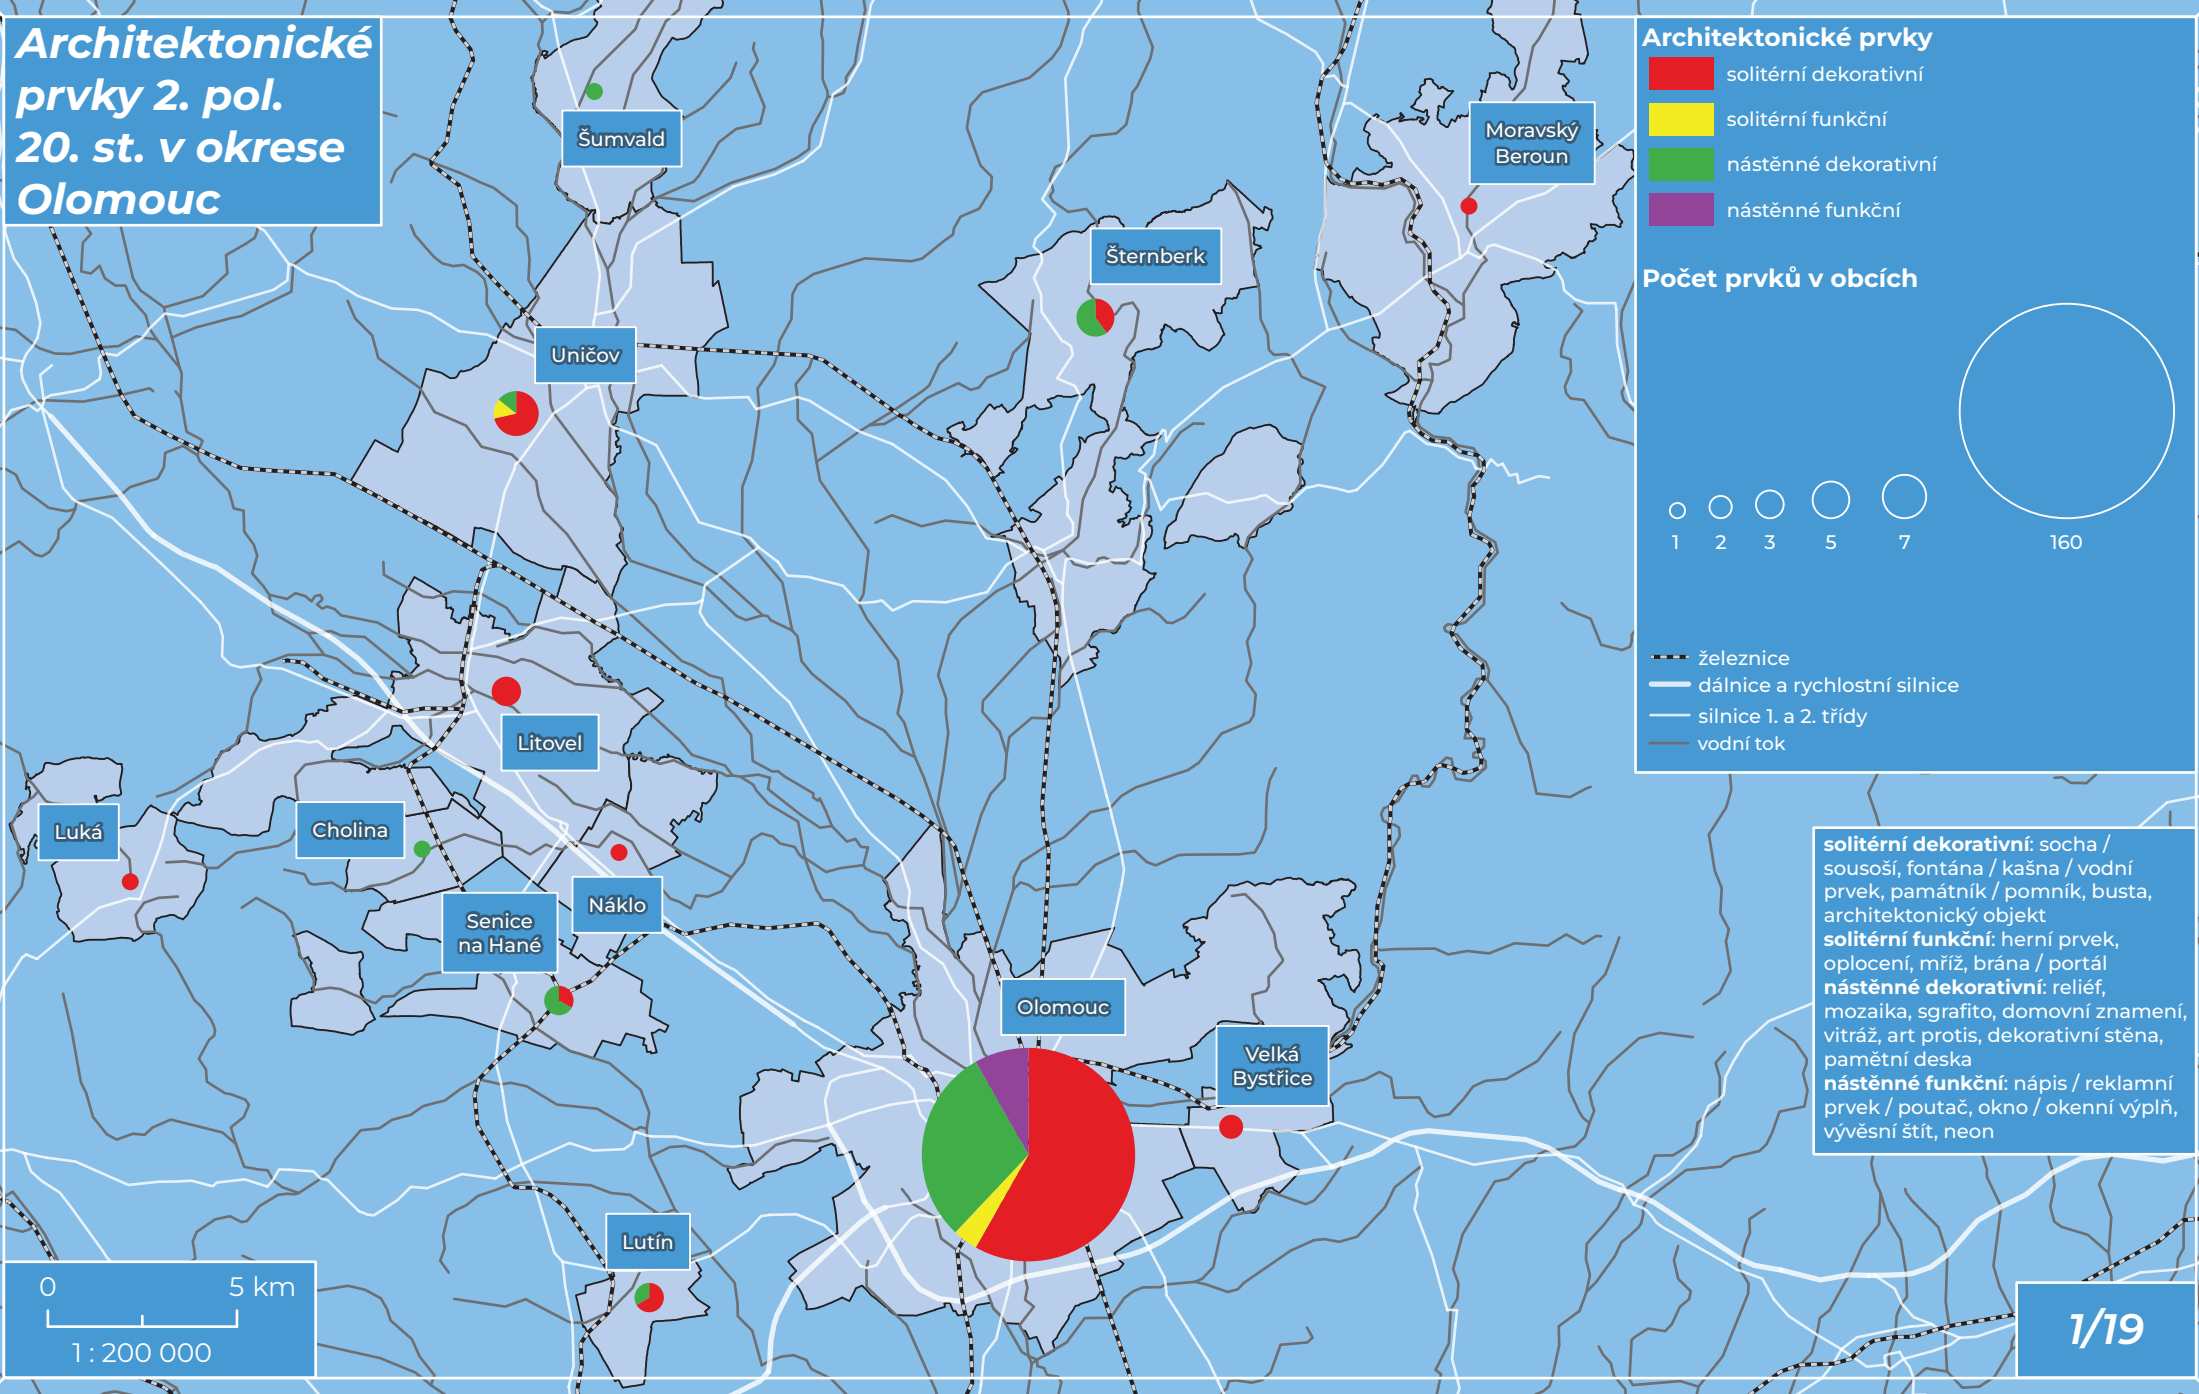 Architektonické
prvky 2. pol.
20. st. v okrese
Olomouc
Šumvald
Moravský
Beroun
Šternberk
Uničov
Litovel
Luká
Cholina
Náklo
Senice
na Hané
Olomouc
Velká
Bystřice
Lutín
Architektonické prvky
solitérní dekorativní
solitérní funkční
nástěnné dekorativní
nástěnné funkční
Počet prvků v obcích
1 2 3 5 7 160
železnice
dálnice a rychlostní silnice
silnice 1. a 2. třídy
vodní tok
solitérní dekorativní: socha /
sousoší, fontána / kašna / vodní
prvek, památník / pomník, busta,
architektonický objekt
solitérní funkční: herní prvek,
oplocení, mříž, brána / portál
nástěnné dekorativní: reliéf,
mozaika, sgrafito, domovní znamení,
vitráž, art protis, dekorativní stěna,
pamětní deska
nástěnné funkční: nápis / reklamní
prvek / poutač, okno / okenní výplň,
vývěsní štít, neon
0 5 km
1 : 200 000
1/19